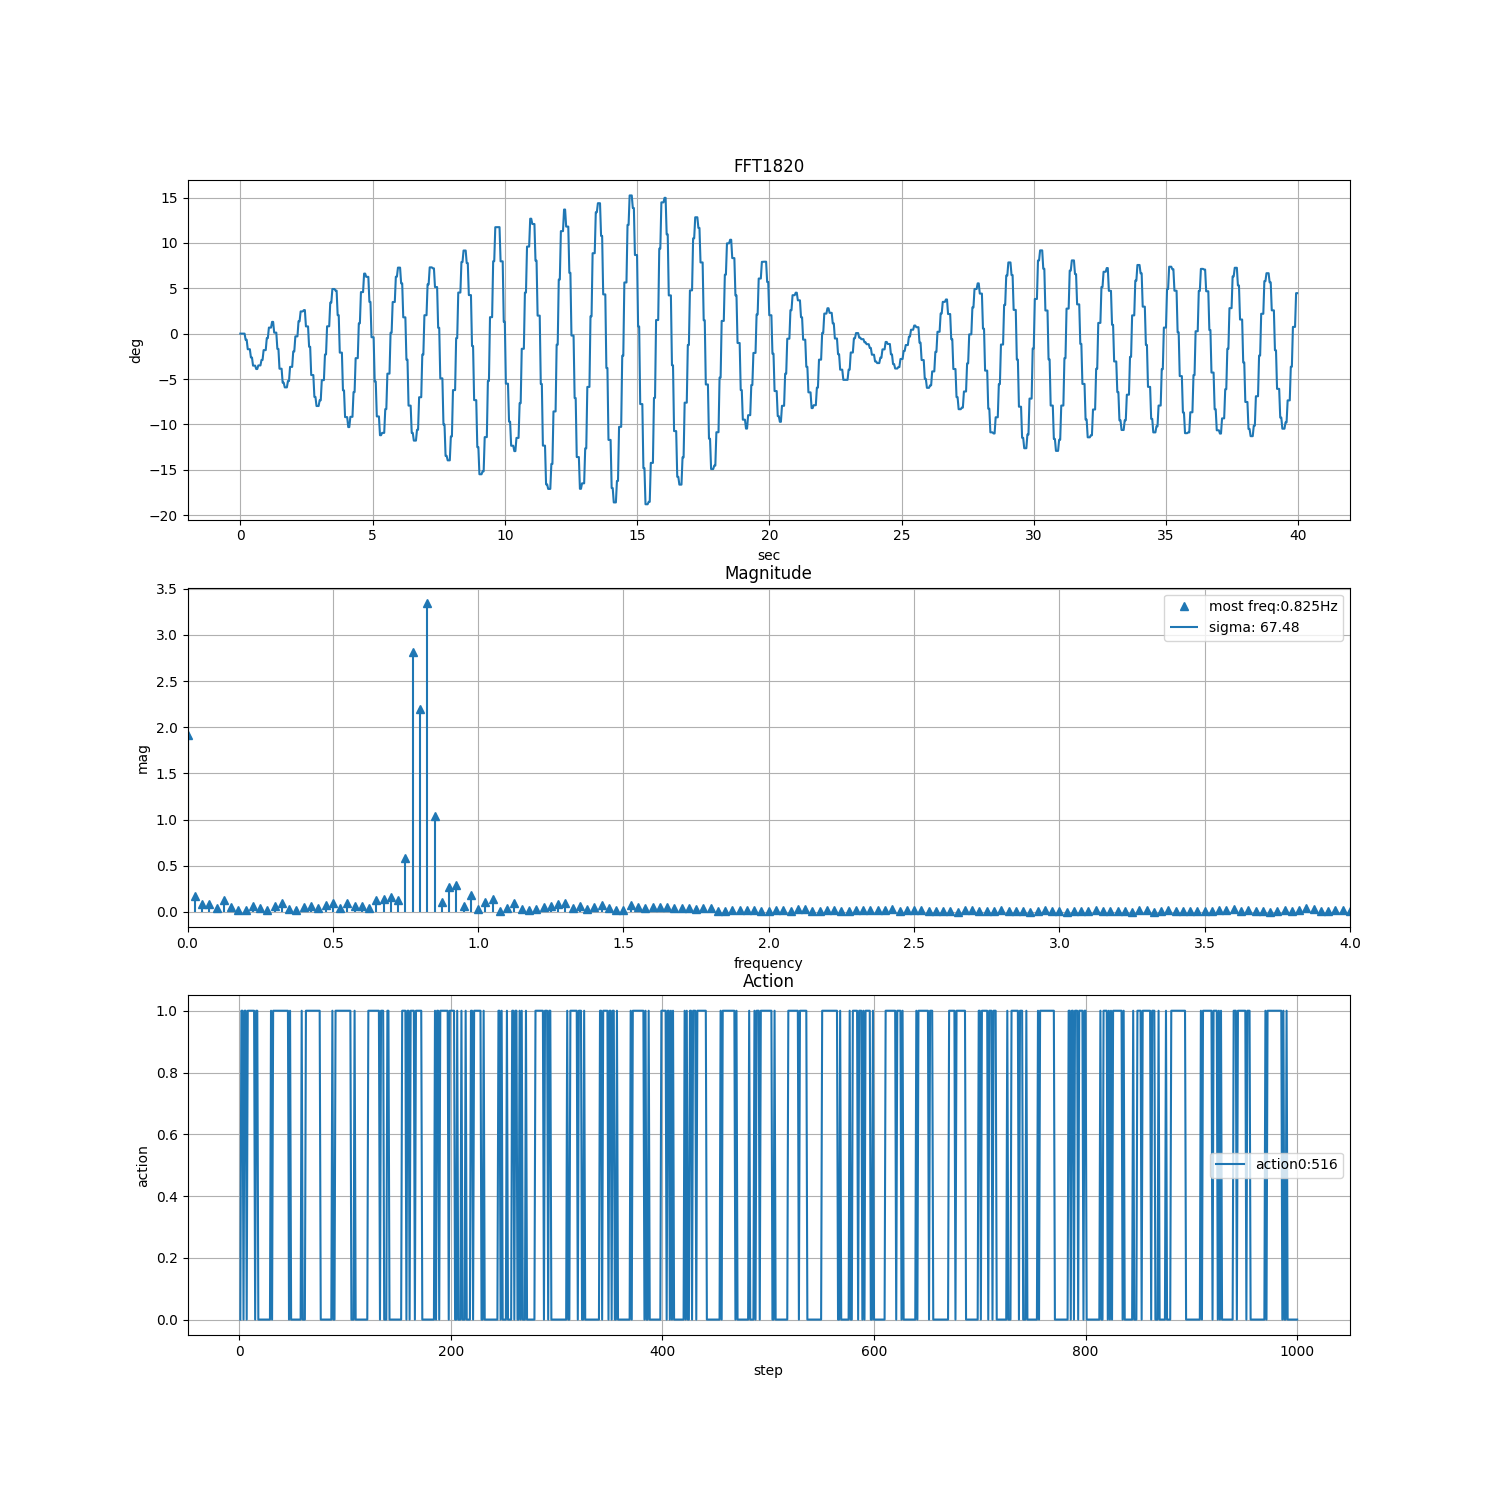 FFT1820
15
10
5
0
−5
−10
−15
−20
deg
0 5 10 15 20 25 30 35 40
sec
Magnitude
3.5
3.0
2.5
2.0
1.5
1.0
0.5
0.0
mag
most freq:0.825Hz
sigma: 67.48
0.0 0.5 1.0 1.5 2.0 2.5 3.0 3.5 4.0
frequency
Action
1.0
0.8
0.6
0.4
0.2
0.0
action
action0:516
0 200 400 600 800 1000
step